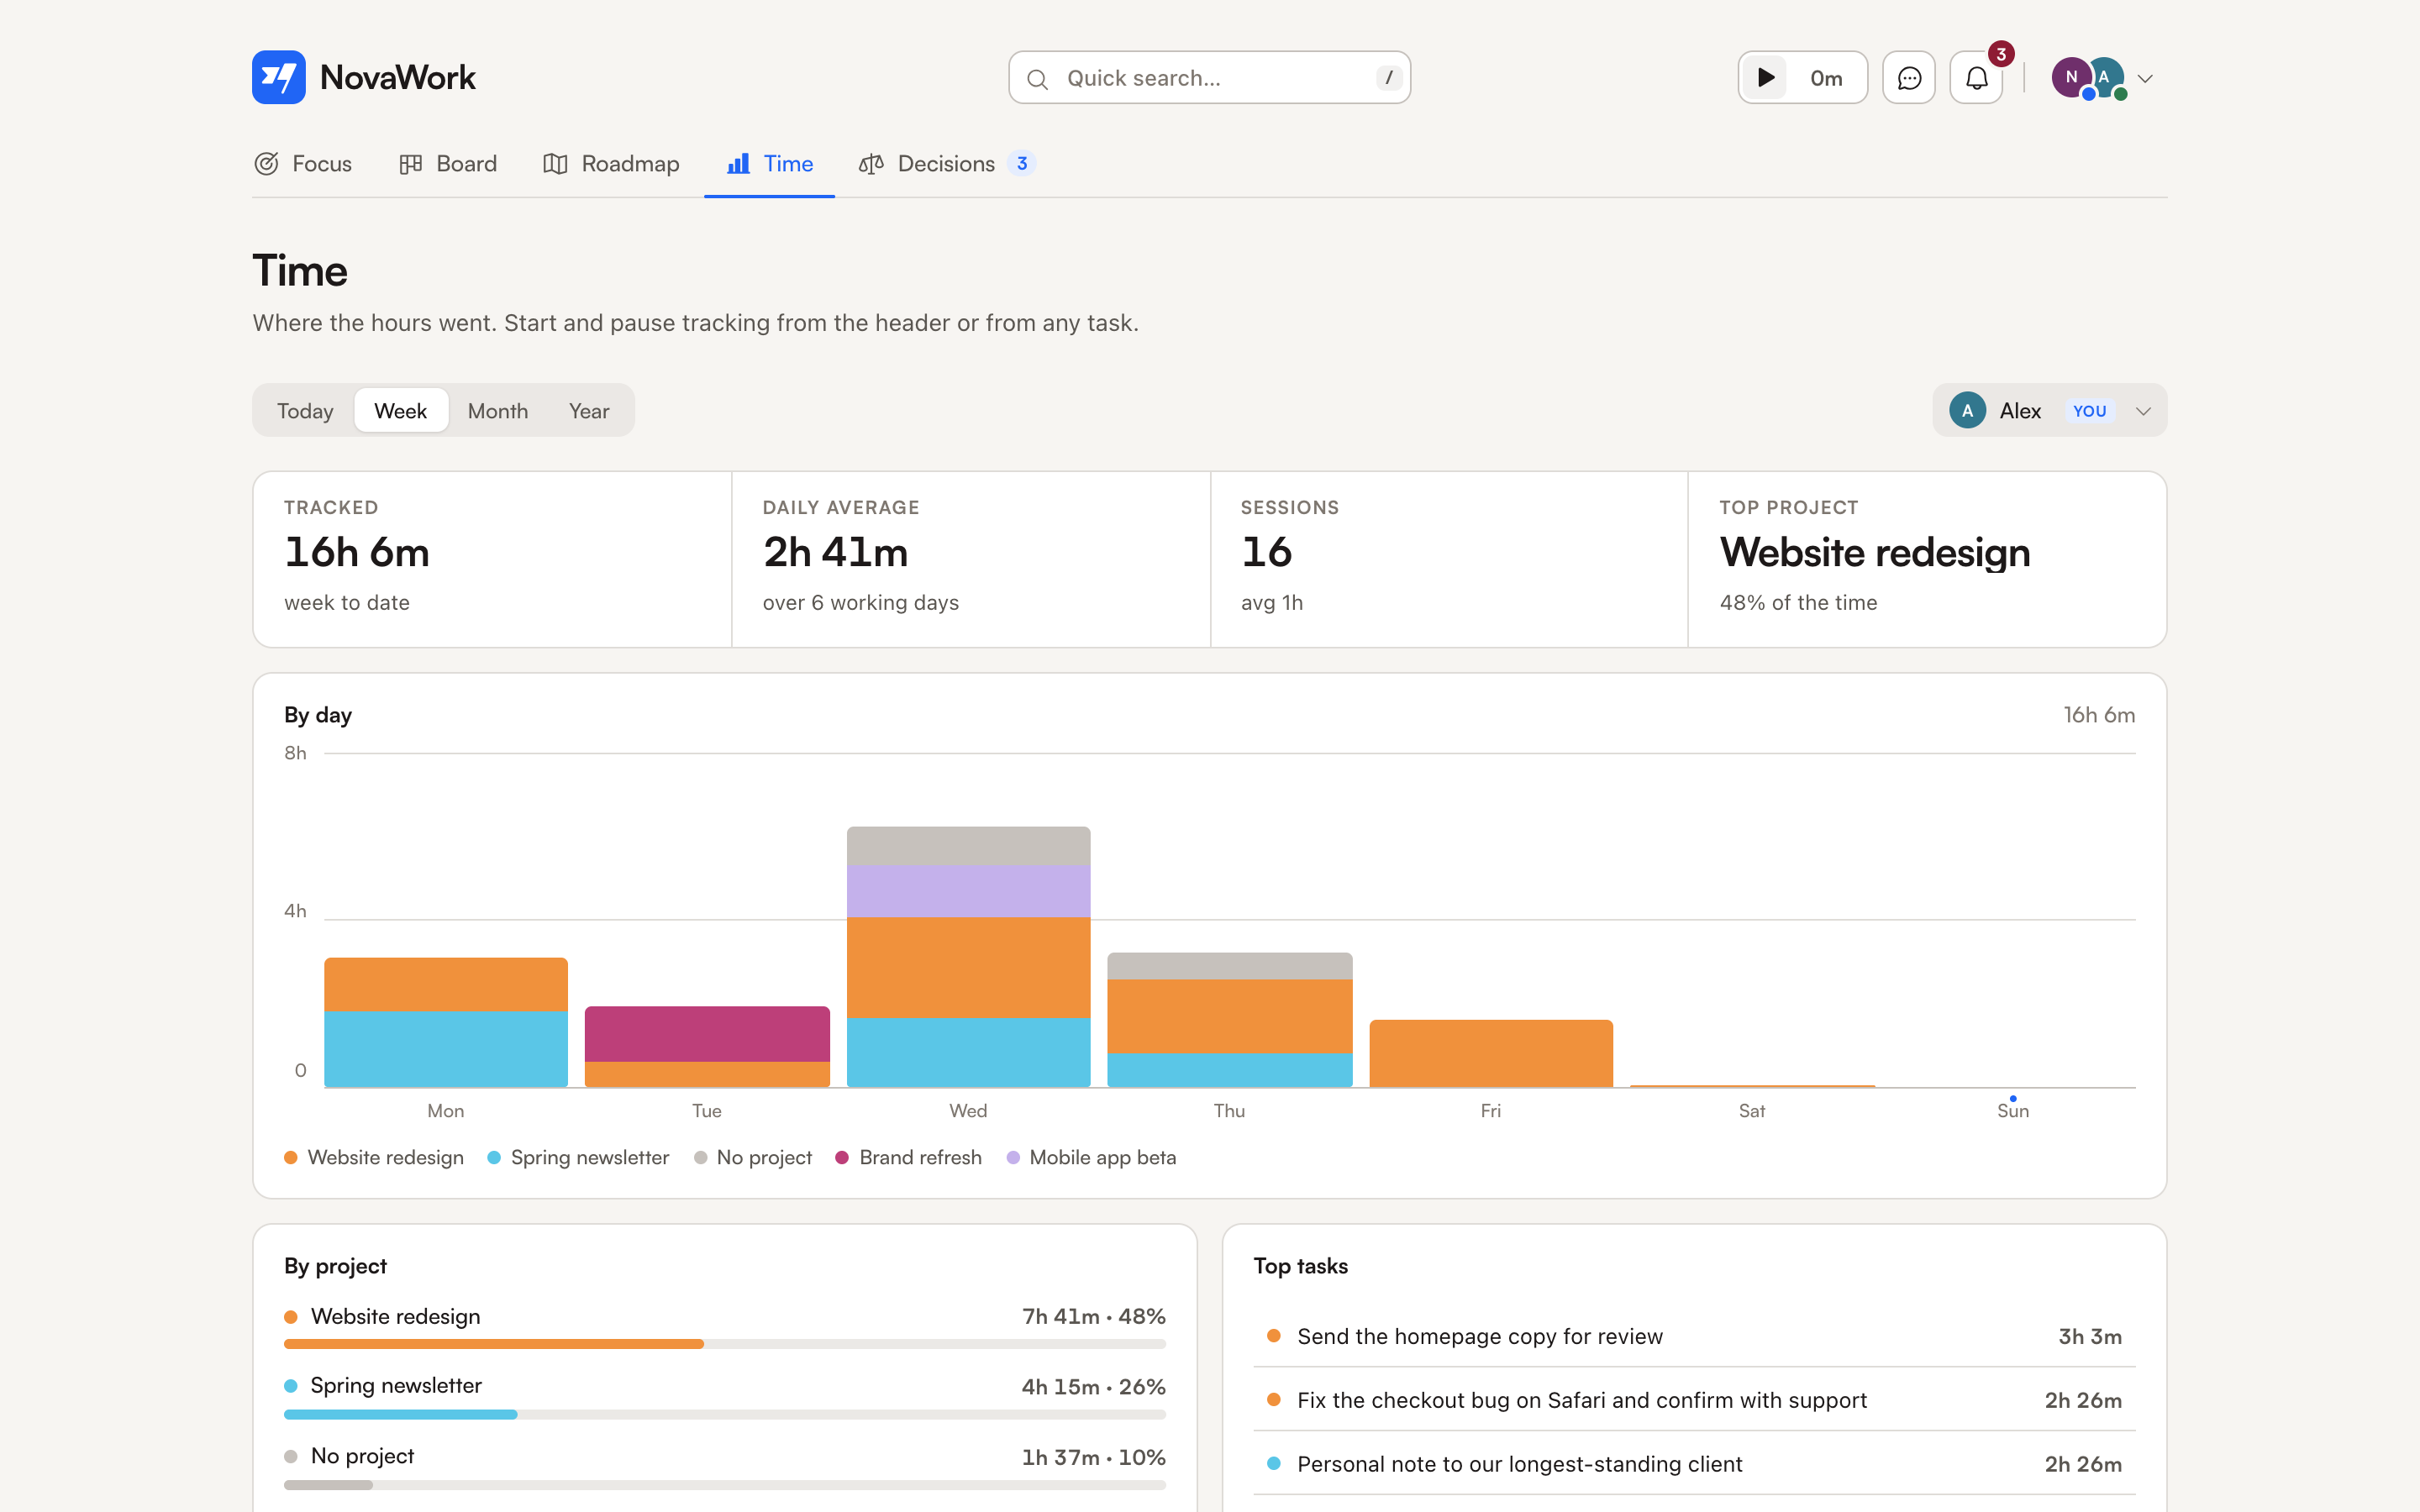 NovaWork
Quick search...
/
0m
3
N
A
Focus
Board
Roadmap
Time
Decisions
3
Time
Where the hours went. Start and pause tracking from the header or from any task.
Today
Week
Month
Year
A
Alex
YOU
TRACKED
16h 6m
week to date
DAILY AVERAGE
2h 41m
over 6 working days
SESSIONS
16
avg 1h
TOP PROJECT
Website redesign
48% of the time
By day
16h 6m
8h
4h
0
Mon
Tue
Wed
Thu
Fri
Sat
Sun
Website redesign
Spring newsletter
No project
Brand refresh
Mobile app beta
By project
Website redesign
7h 41m · 48%
Spring newsletter
4h 15m · 26%
No project
1h 37m · 10%
Top tasks
Send the homepage copy for review
3h 3m
Fix the checkout bug on Safari and confirm with support
2h 26m
Personal note to our longest-standing client
2h 26m